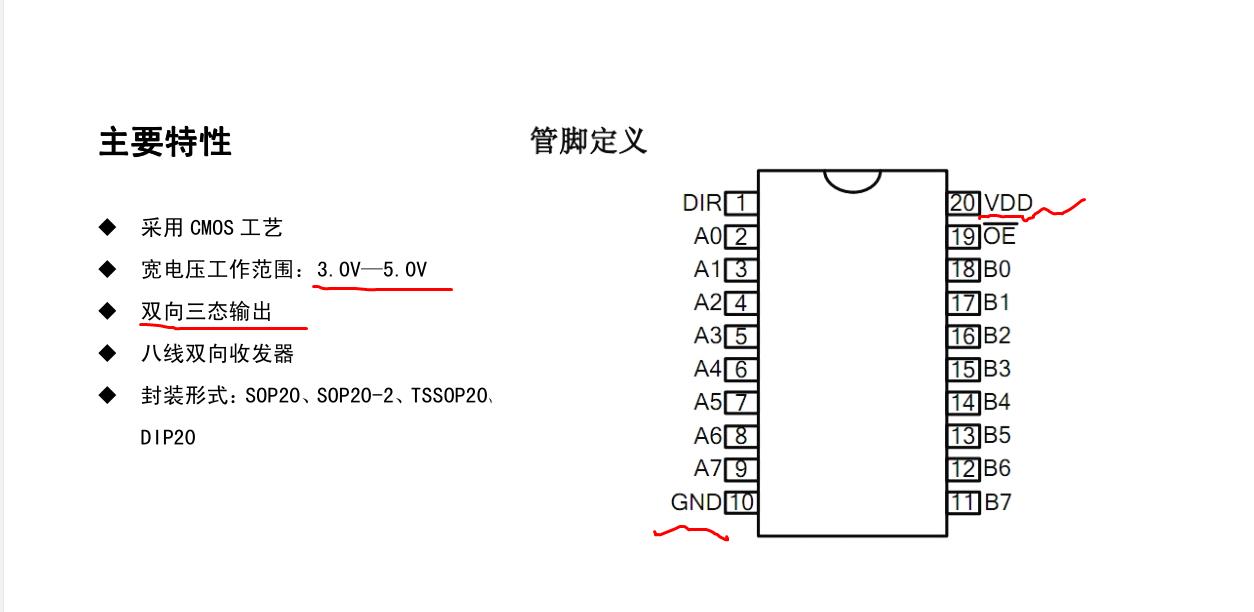 主要特性
◆ 采用 CMOS 工艺
◆ 宽电压工作范围：3.0V—5.0V
◆ 双向三态输出
◆ 八线双向收发器
◆ 封装形式：SOP20、SOP20-2、TSSOP20、
DIP20
管脚定义
DIR 1 20 VDD
A0 2 19 O̅E̅
A1 3 18 B0
A2 4 17 B1
A3 5 16 B2
A4 6 15 B3
A5 7 14 B4
A6 8 13 B5
A7 9 12 B6
GND 10 11 B7